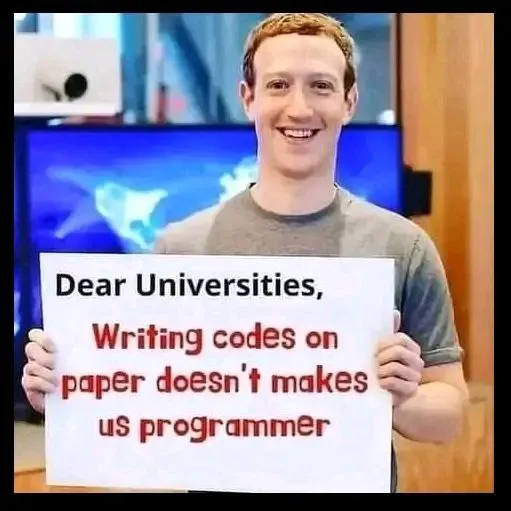 Dear Universities,
Writing codes on
paper doesn't makes
us programmer